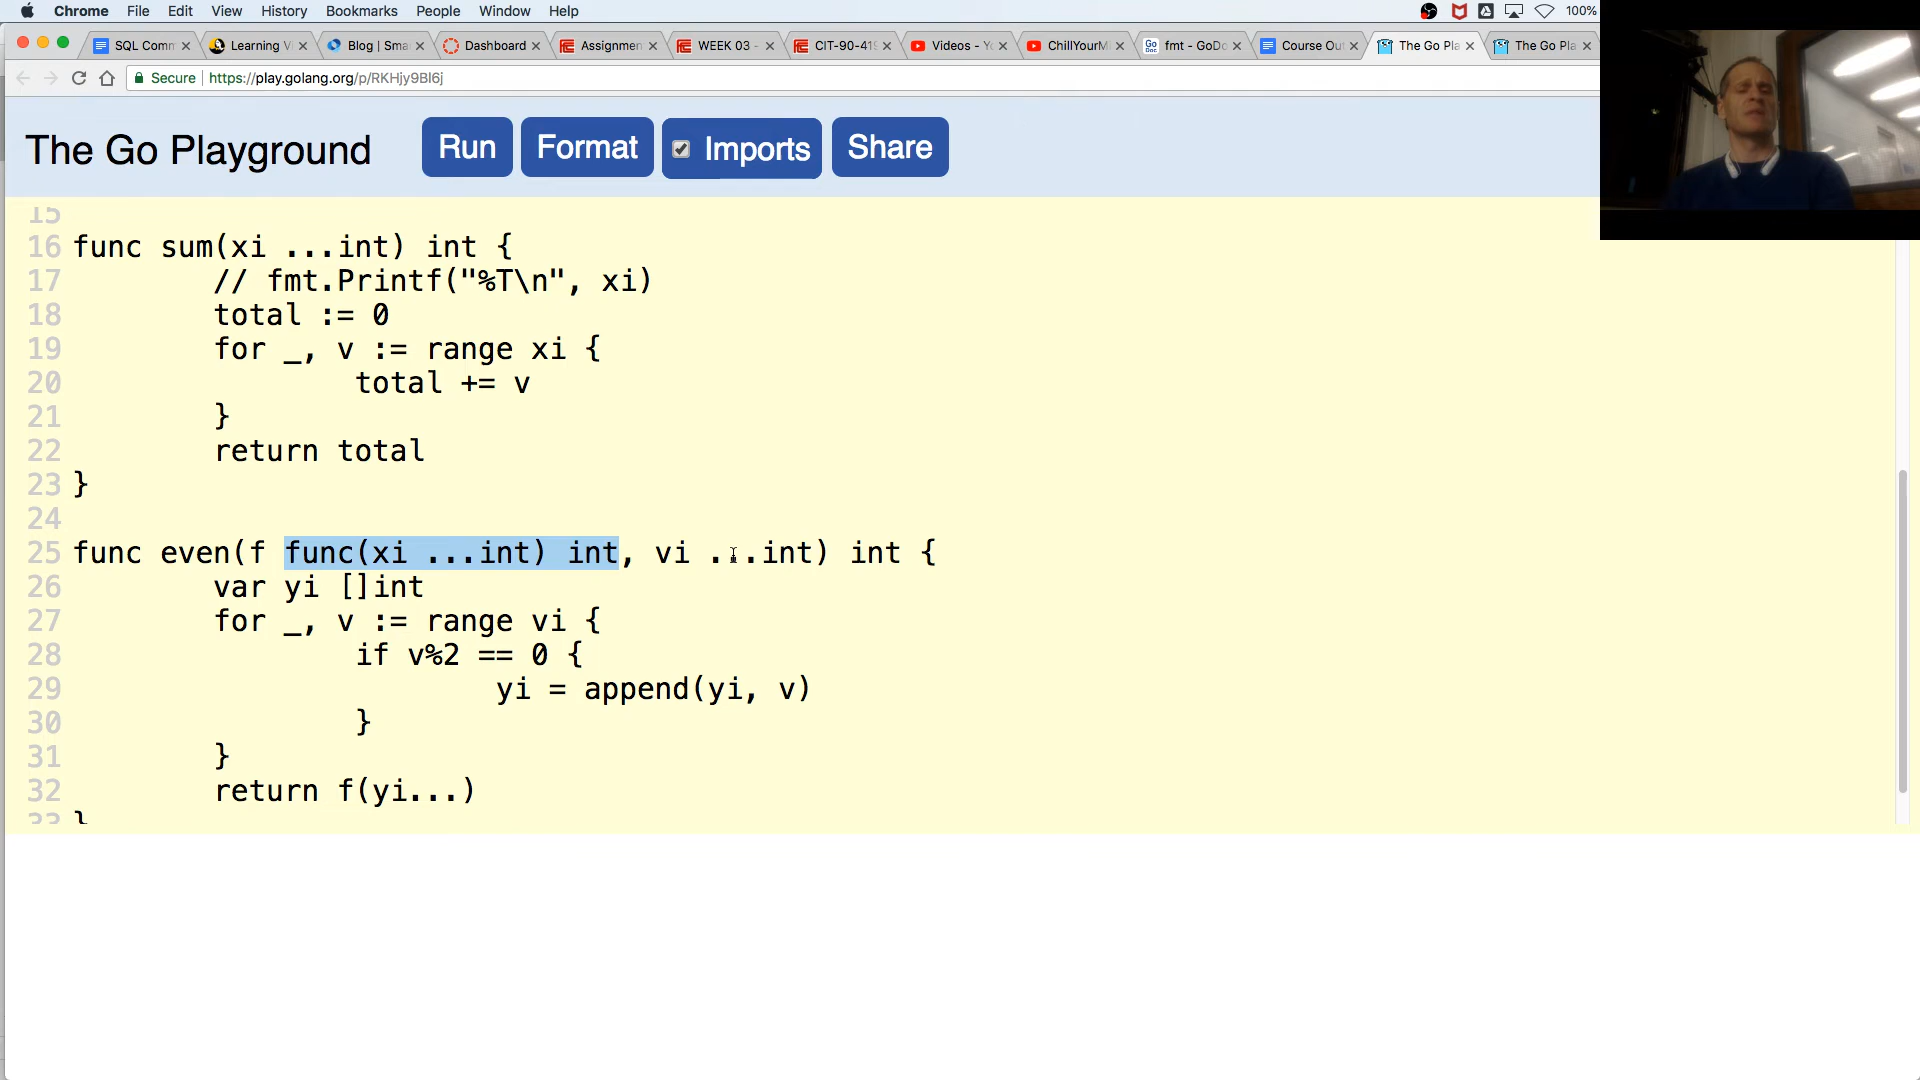 Chrome File Edit View History Bookmarks People Window Help 100%
SQL Comm Learning V Blog | Sma Dashboard Assignmen WEEK 03 - CIT-90-419 Videos - Yo ChillYourM fmt - GoDo Course Ou The Go Pla The Go Pla
Secure https://play.golang.org/p/RKHjy9BI6j
The Go Playground Run Format Imports Share
15
16 func sum(xi ...int) int {
17 // fmt.Printf("%T\n", xi)
18 total := 0
19 for _, v := range xi {
20 total += v
21 }
22 return total
23 }
24
25 func even(f func(xi ...int) int, vi ...int) int {
26 var yi []int
27 for _, v := range vi {
28 if v%2 == 0 {
29 yi = append(yi, v)
30 }
31 }
32 return f(yi...)
33 }